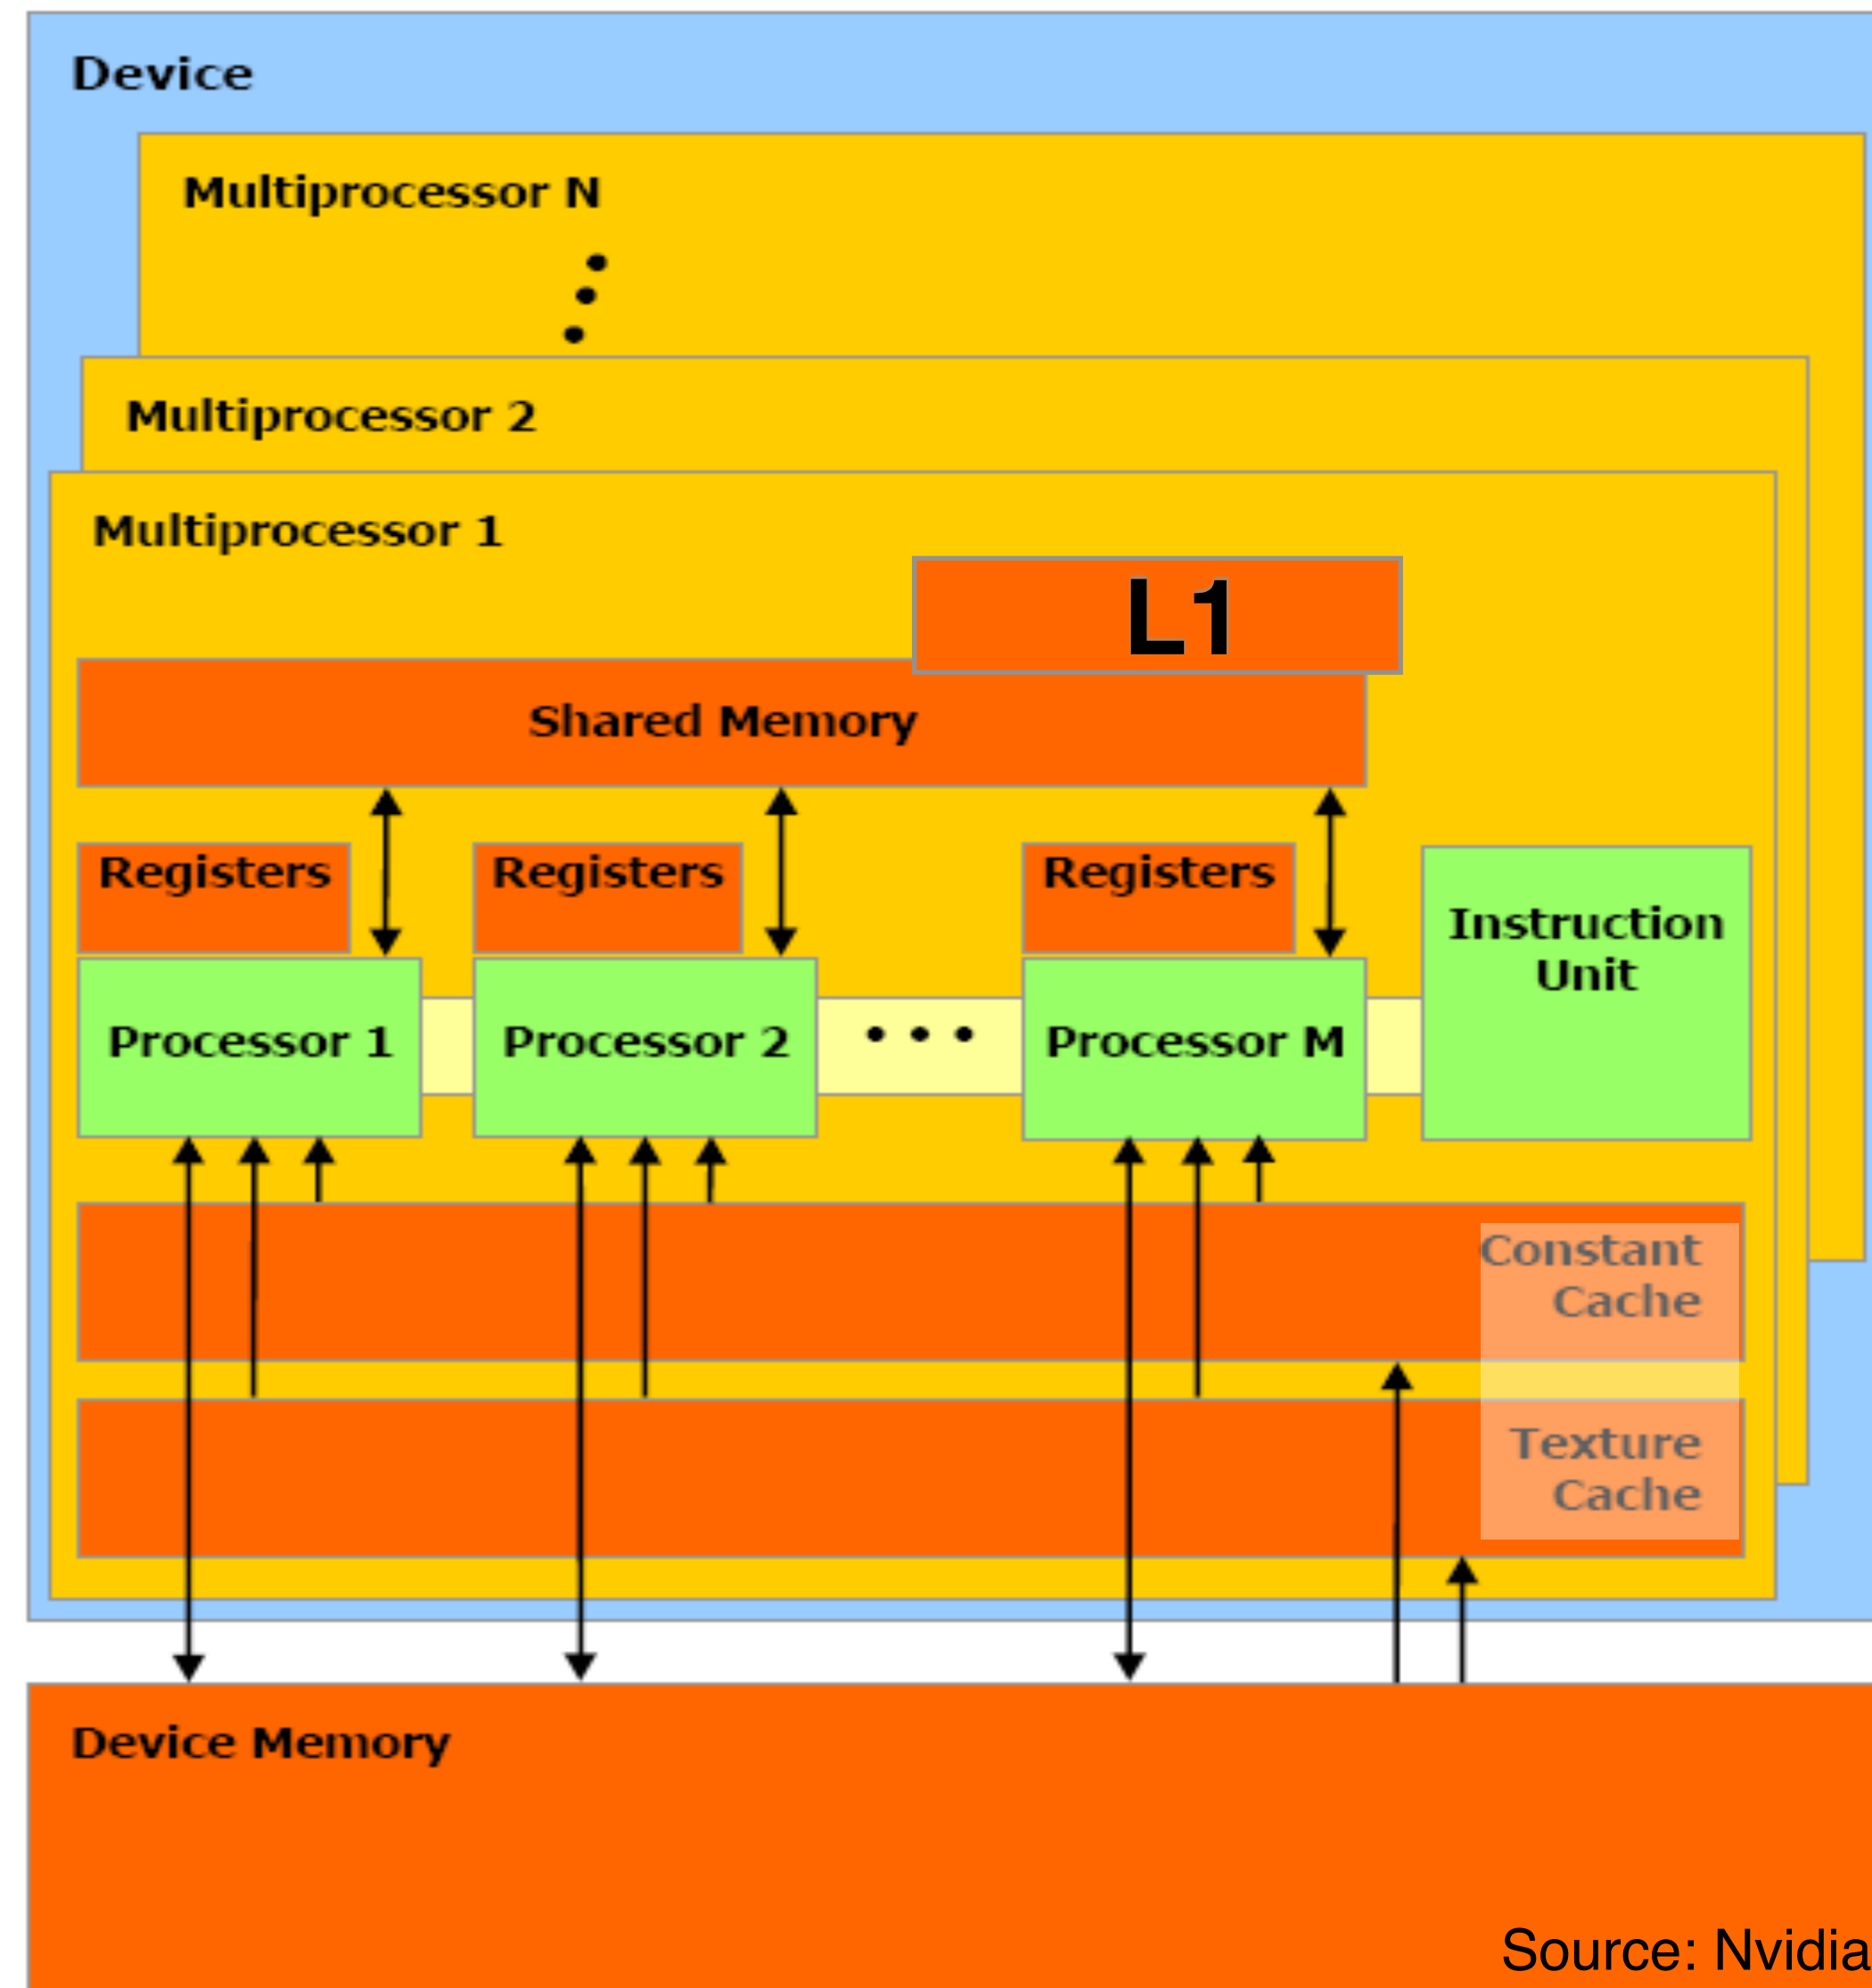 Device
Multiprocessor N
Multiprocessor 2
Multiprocessor 1
L1
Shared Memory
Registers
Registers
Registers
Instruction
Unit
Processor 1
Processor 2
Processor M
Constant
Cache
Texture
Cache
Device Memory
Source: Nvidia